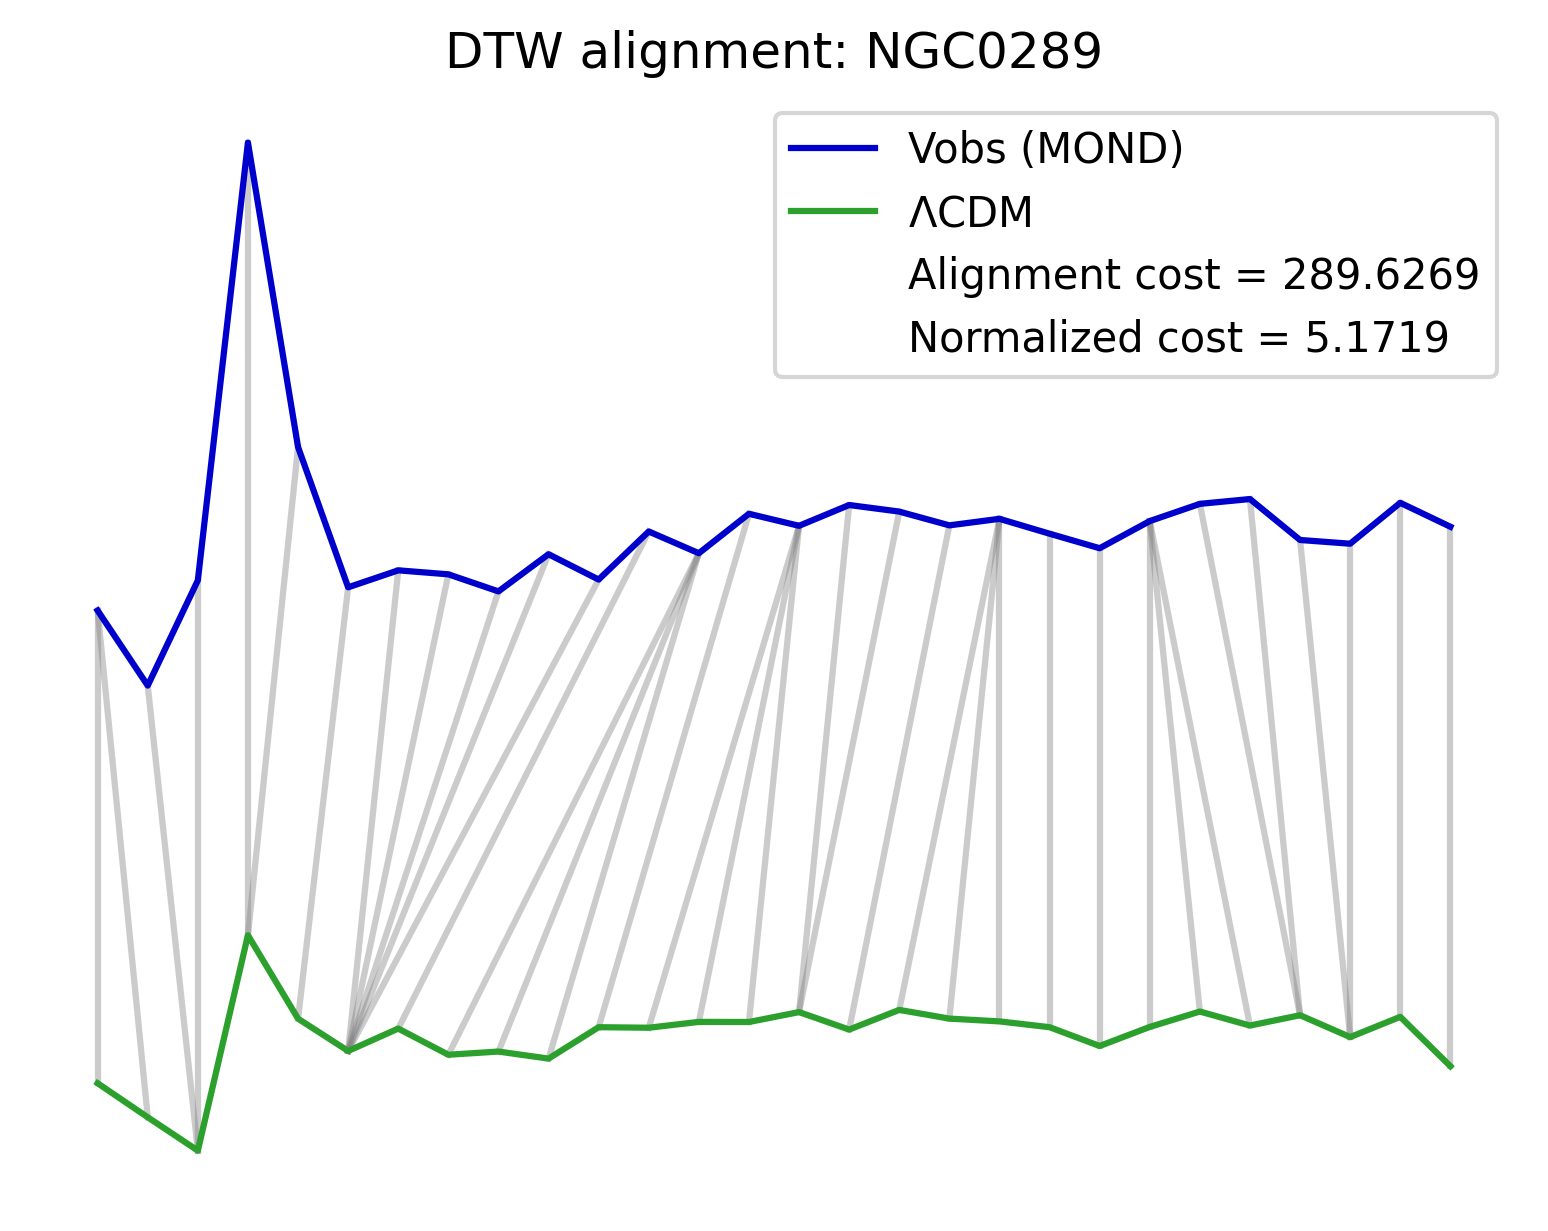 DTW alignment: NGC0289
Vobs (MOND)
ΛCDM
Alignment cost = 289.6269
Normalized cost = 5.1719